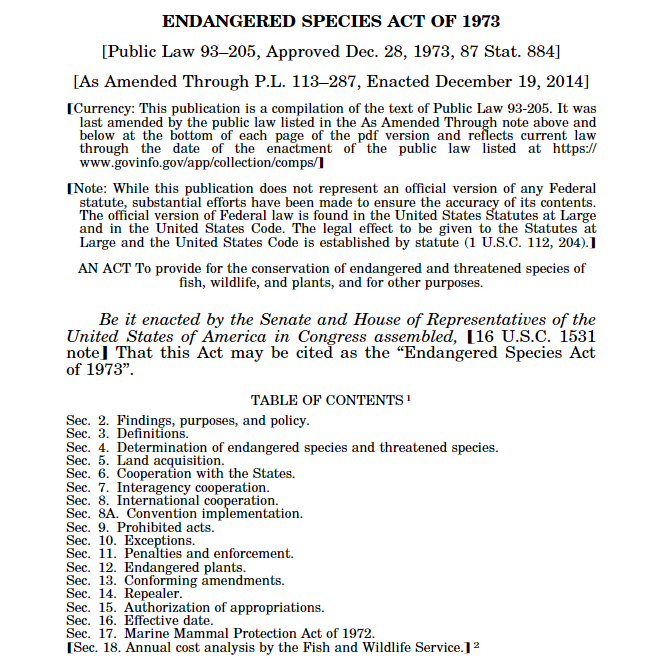 ENDANGERED SPECIES ACT OF 1973
[Public Law 93–205, Approved Dec. 28, 1973, 87 Stat. 884]
[As Amended Through P.L. 113–287, Enacted December 19, 2014]
【Currency: This publication is a compilation of the text of Public Law 93-205. It was
last amended by the public law listed in the As Amended Through note above and
below at the bottom of each page of the pdf version and reflects current law
through the date of the enactment of the public law listed at https://
www.govinfo.gov/app/collection/comps/】
【Note: While this publication does not represent an official version of any Federal
statute, substantial efforts have been made to ensure the accuracy of its contents.
The official version of Federal law is found in the United States Statutes at Large
and in the United States Code. The legal effect to be given to the Statutes at
Large and the United States Code is established by statute (1 U.S.C. 112, 204).】
AN ACT To provide for the conservation of endangered and threatened species of
fish, wildlife, and plants, and for other purposes.
Be it enacted by the Senate and House of Representatives of the
United States of America in Congress assembled, 【16 U.S.C. 1531
note】 That this Act may be cited as the “Endangered Species Act
of 1973”.
TABLE OF CONTENTS 1
Sec. 2. Findings, purposes, and policy.
Sec. 3. Definitions.
Sec. 4. Determination of endangered species and threatened species.
Sec. 5. Land acquisition.
Sec. 6. Cooperation with the States.
Sec. 7. Interagency cooperation.
Sec. 8. International cooperation.
Sec. 8A. Convention implementation.
Sec. 9. Prohibited acts.
Sec. 10. Exceptions.
Sec. 11. Penalties and enforcement.
Sec. 12. Endangered plants.
Sec. 13. Conforming amendments.
Sec. 14. Repealer.
Sec. 15. Authorization of appropriations.
Sec. 16. Effective date.
Sec. 17. Marine Mammal Protection Act of 1972.
【Sec. 18. Annual cost analysis by the Fish and Wildlife Service.】 2